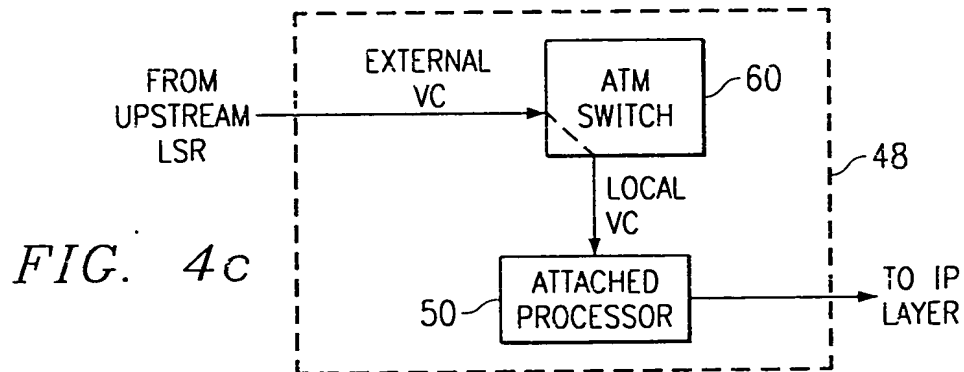 FROM
UPSTREAM
LSR
EXTERNAL
VC
ATM
SWITCH
60
48
LOCAL
VC
ATTACHED
PROCESSOR
50
TO IP
LAYER
FIG. 4c